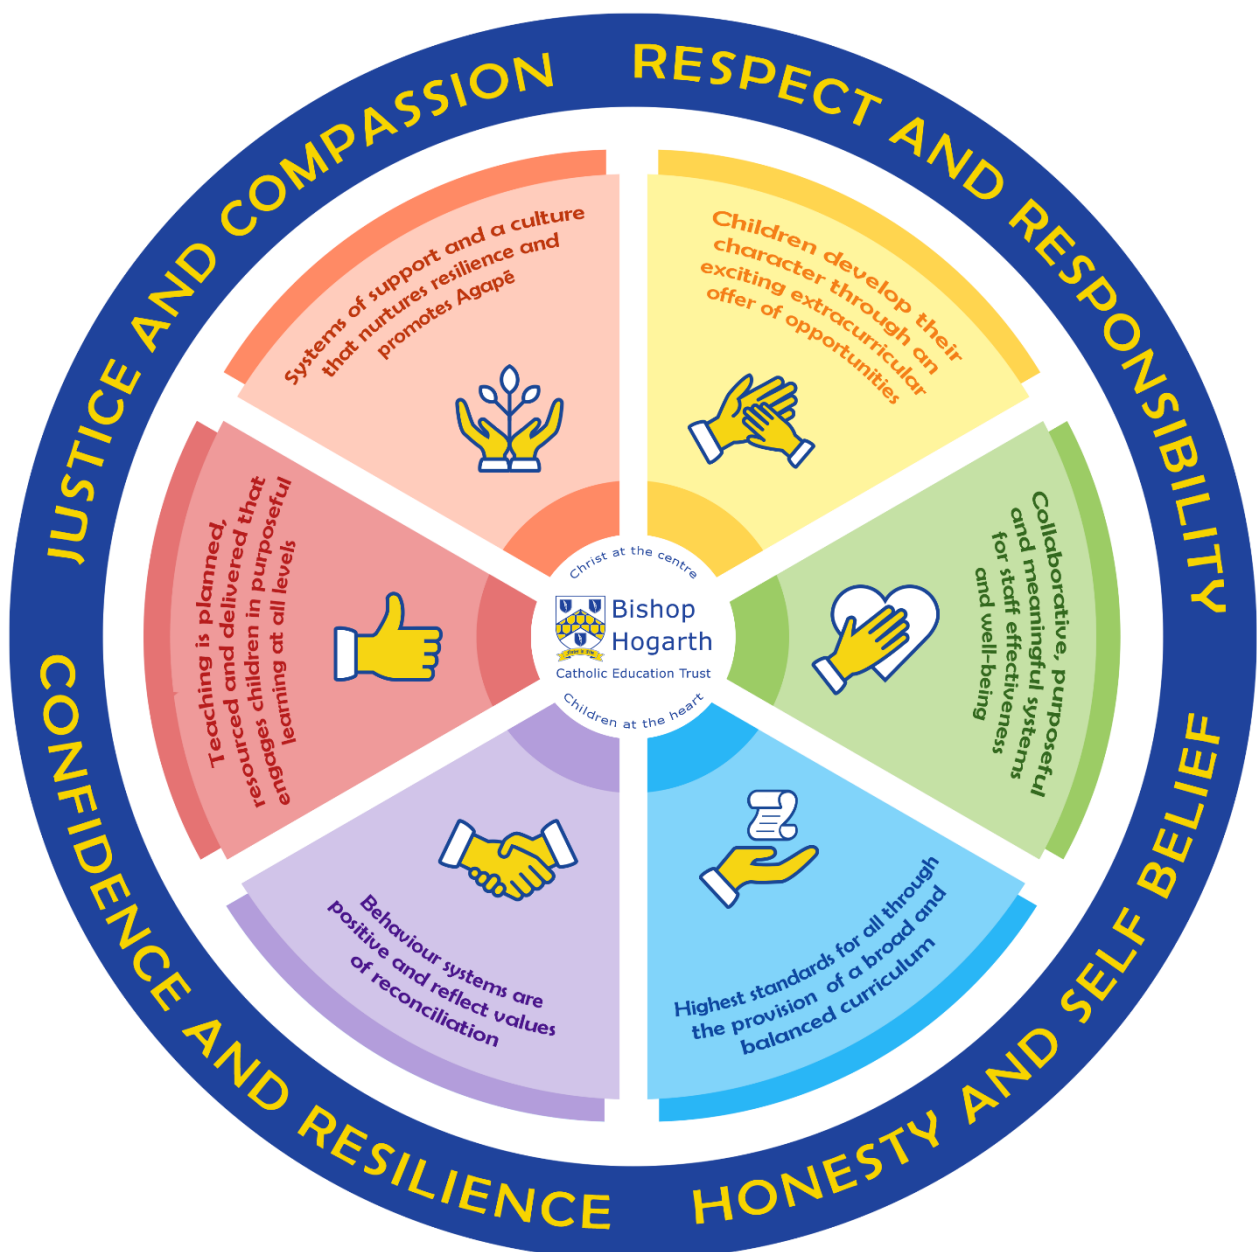 JUSTICE AND COMPASSION
RESPECT AND RESPONSIBILITY
HONESTY AND SELF BELIEF
CONFIDENCE AND RESILIENCE
Systems of support and a culture
that nurtures resilience and
promotes Agapē
Children develop their
character through an
exciting extracurricular
offer of opportunities
Collaborative, purposeful
and meaningful systems
for staff effectiveness
and well-being
Highest standards for all through
the provision of a broad and
balanced curriculum
Behaviour systems are
positive and reflect values
of reconciliation
Teaching is planned,
resourced and delivered that
engages children in purposeful
learning at all levels
Christ at the centre
Bishop
Hogarth
Catholic Education Trust
Children at the heart